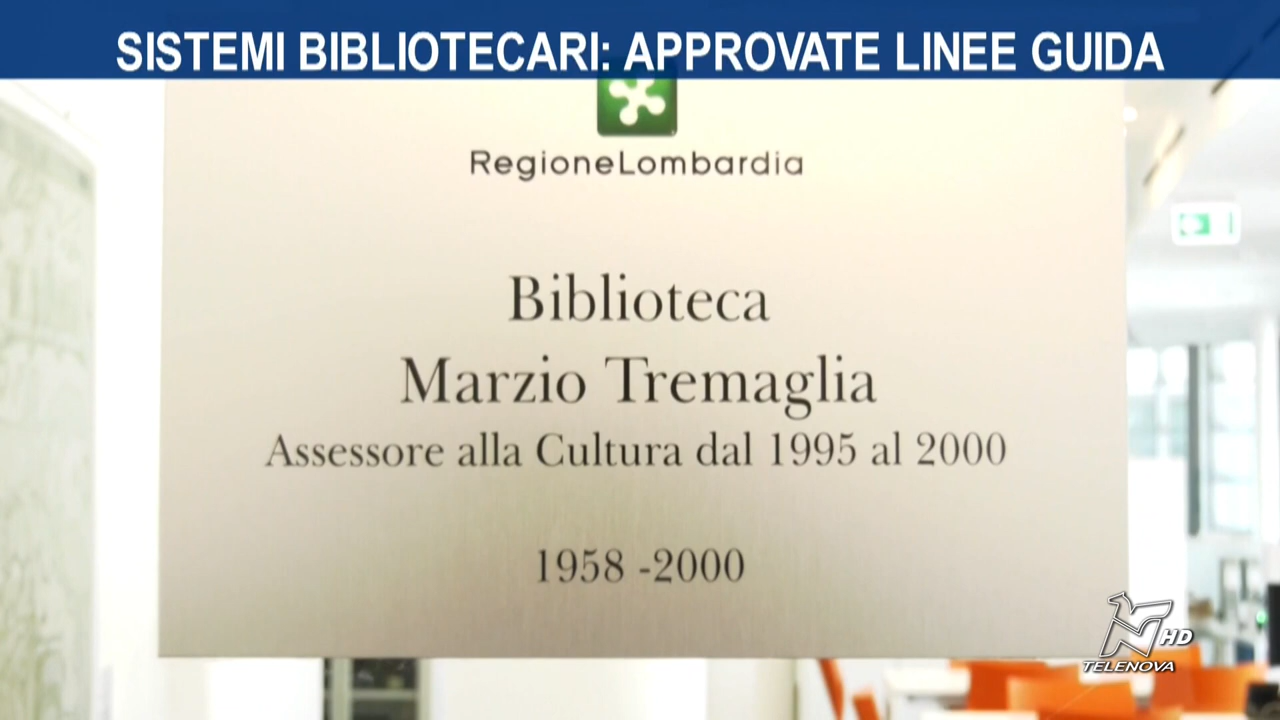 SISTEMI BIBLIOTECARI: APPROVATE LINEE GUIDA
RegioneLombardia
Biblioteca
Marzio Tremaglia
Assessore alla Cultura dal 1995 al 2000
1958 -2000
HD
TELENOVA